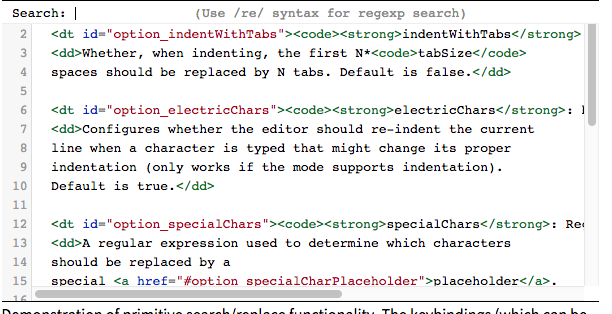 Search: (Use /re/ syntax for regexp search)
2 <dt id="option_indentWithTabs"><code><strong>indentWithTabs</strong>
3 <dd>Whether, when indenting, the first N*<code>tabSize</code>
4 spaces should be replaced by N tabs. Default is false.</dd>
5
6 <dt id="option_electricChars"><code><strong>electricChars</strong>:
7 <dd>Configures whether the editor should re-indent the current
8 line when a character is typed that might change its proper
9 indentation (only works if the mode supports indentation).
10 Default is true.</dd>
11
12 <dt id="option_specialChars"><code><strong>specialChars</strong>: Reg
13 <dd>A regular expression used to determine which characters
14 should be replaced by a
15 special <a href="#option_specialCharPlaceholder">placeholder</a>.
16
Demonstration of primitive search/replace functionality. The keybindings (which can be